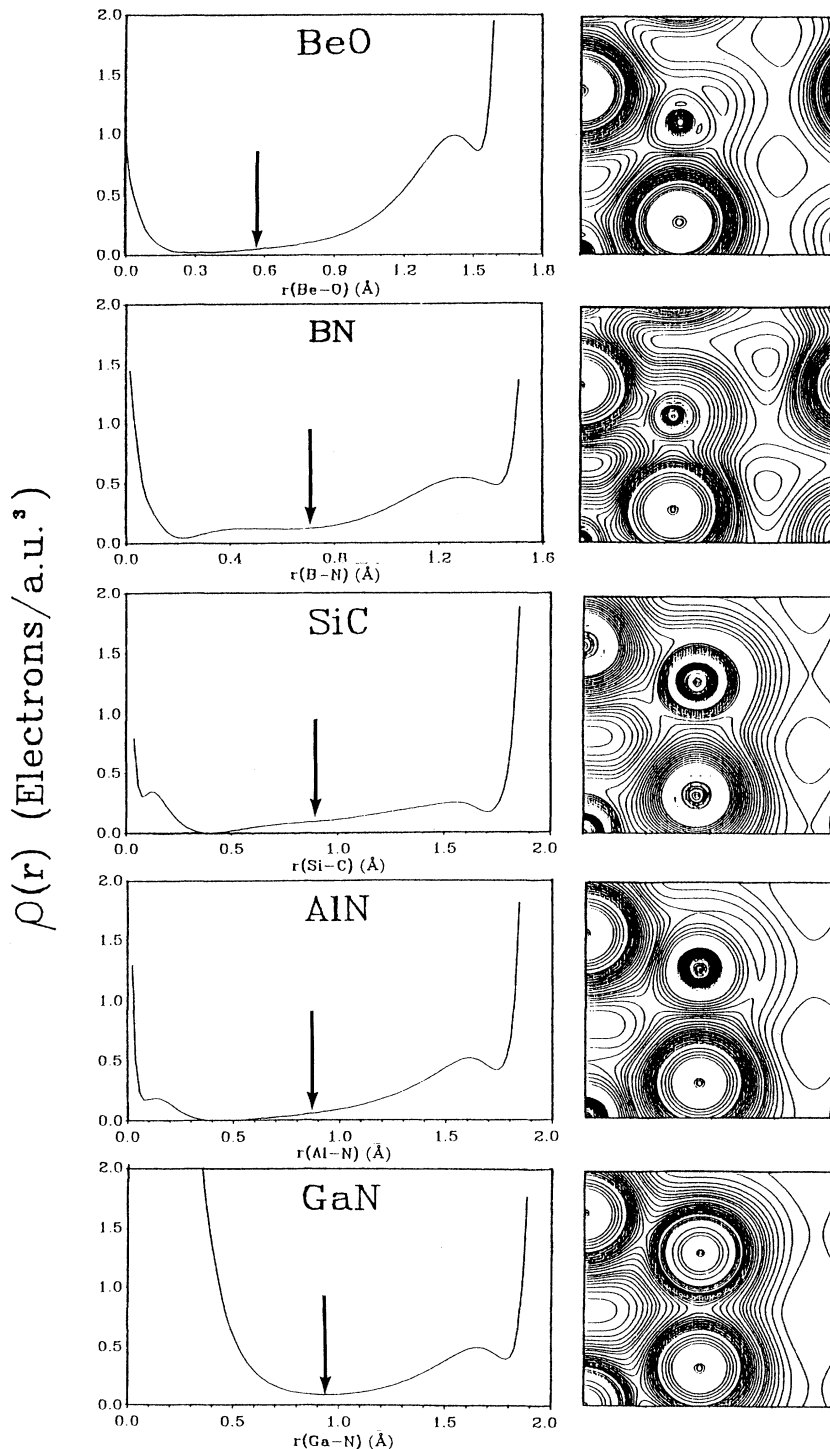 ρ(r) (Electrons/a.u.³)
BeO
2.0
1.5
1.0
0.5
0.0
0.0 0.3 0.6 0.9 1.2 1.5 1.8
r(Be-O) (Å)
BN
2.0
1.5
1.0
0.5
0.0
0.0 0.4 0.8 1.2 1.6
r(B-N) (Å)
SiC
2.0
1.5
1.0
0.5
0.0
0.0 0.5 1.0 1.5 2.0
r(Si-C) (Å)
AlN
2.0
1.5
1.0
0.5
0.0
0.0 0.5 1.0 1.5 2.0
r(Al-N) (Å)
GaN
2.0
1.5
1.0
0.5
0.0
0.0 0.5 1.0 1.5 2.0
r(Ga-N) (Å)